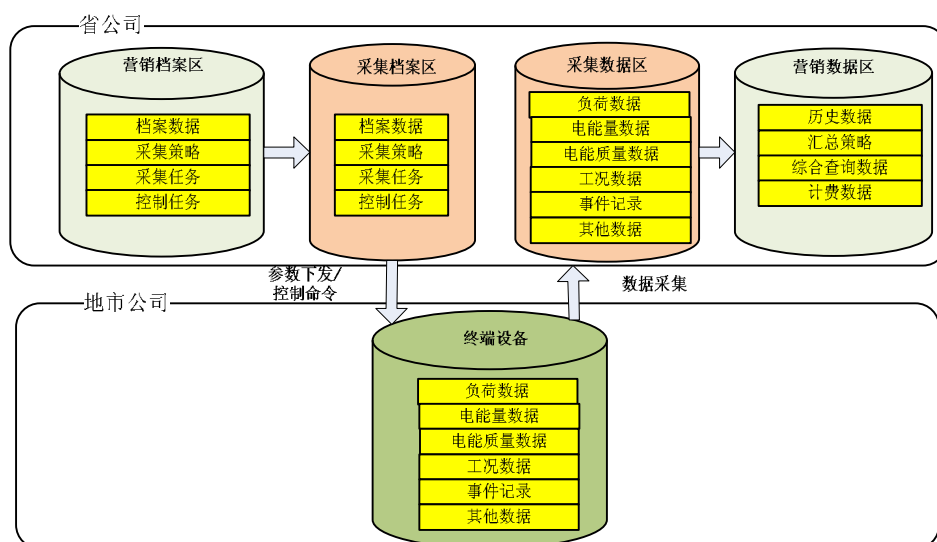 省公司
营销档案区
档案数据
采集策略
采集任务
控制任务
采集档案区
档案数据
采集策略
采集任务
控制任务
采集数据区
负荷数据
电能量数据
电能质量数据
工况数据
事件记录
其他数据
营销数据区
历史数据
汇总策略
综合查询数据
计费数据
参数下发/
控制命令
数据采集
地市公司
终端设备
负荷数据
电能量数据
电能质量数据
工况数据
事件记录
其他数据